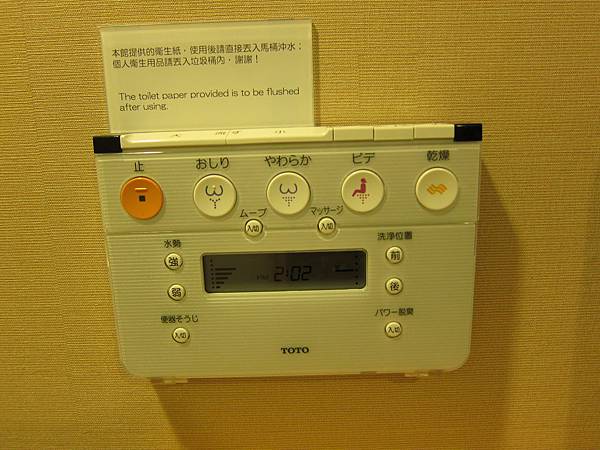 本館提供的衛生紙，使用後請直接丟入馬桶沖水；
個人衛生用品請丟入垃圾桶內，謝謝！
The toilet paper provided is to be flushed
after using.
大 流す 小
止 おしり やわらか ビデ 乾燥
ムーブ マッサージ
入/切 入/切
水勢 洗浄位置
強 前
PM 2:02
弱 後
便器そうじ パワー脱臭
入/切 入/切
TOTO